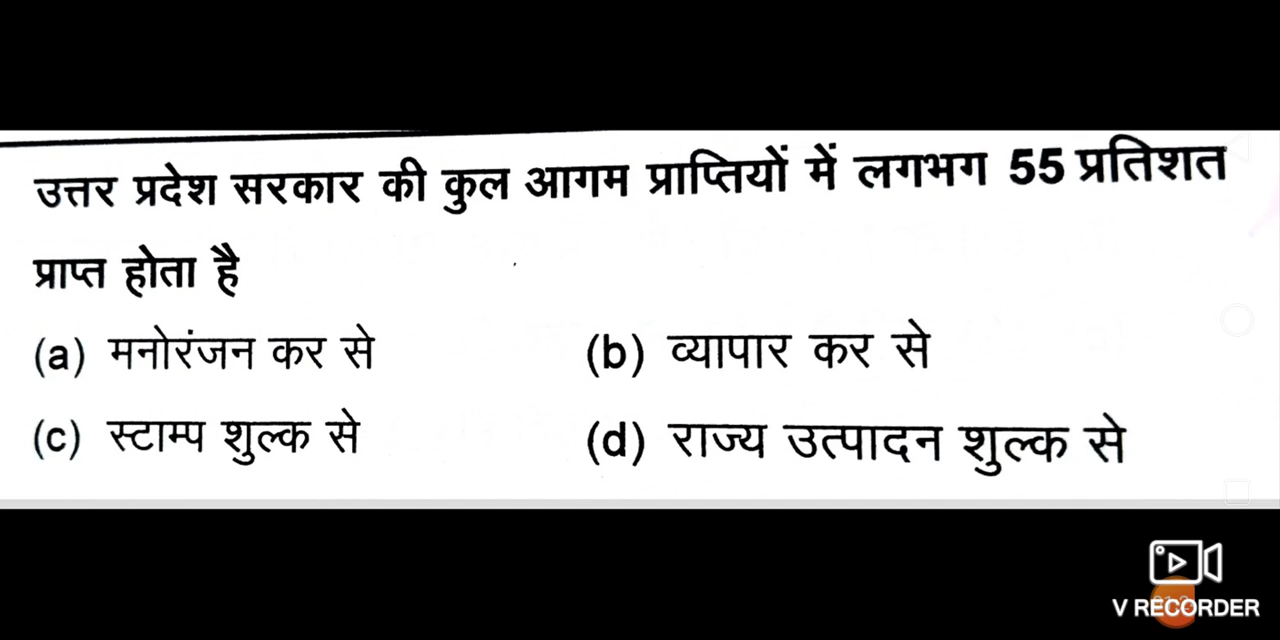 उत्तर प्रदेश सरकार की कुल आगम प्राप्तियों में लगभग 55 प्रतिशत
प्राप्त होता है
(a) मनोरंजन कर से (b) व्यापार कर से
(c) स्टाम्प शुल्क से (d) राज्य उत्पादन शुल्क से
V RECORDER